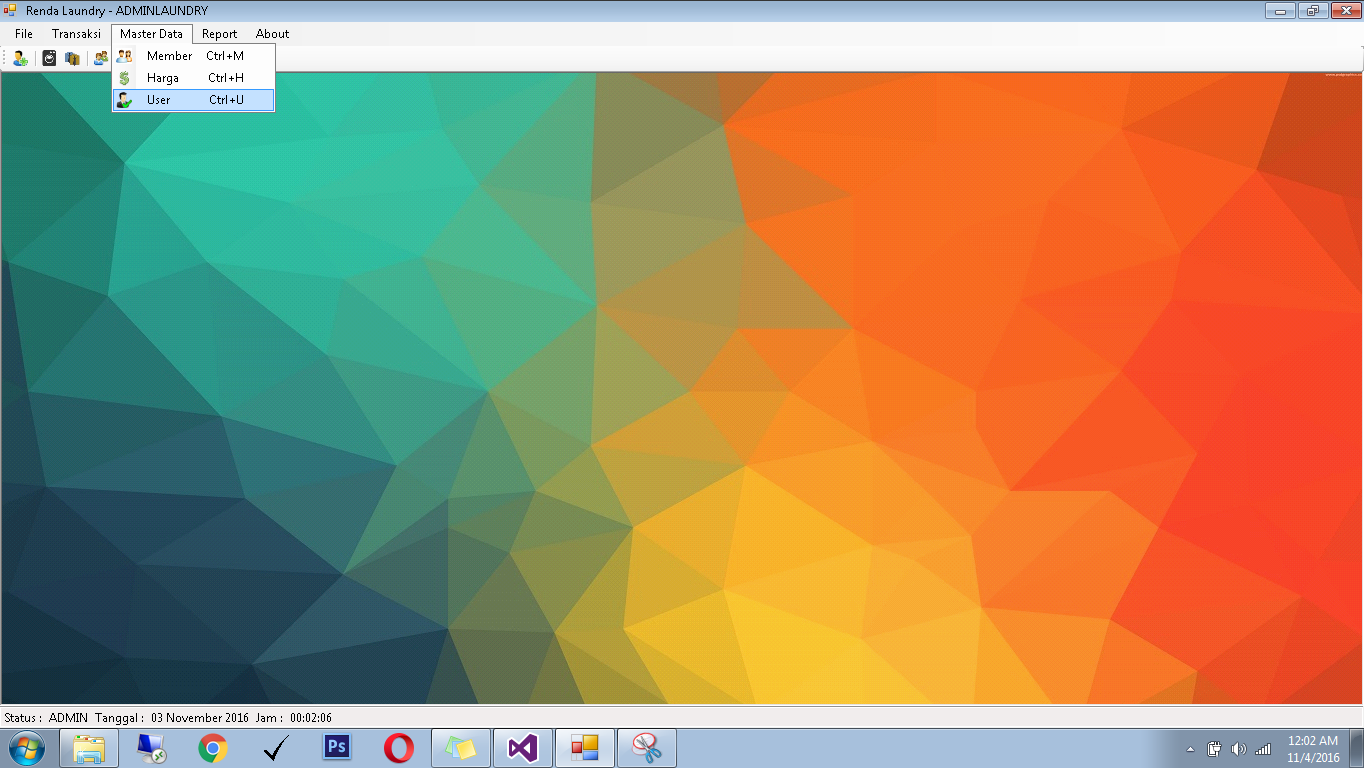 Renda Laundry - ADMINLAUNDRY
File Transaksi Master Data Report About
Member Ctrl+M
Harga Ctrl+H
User Ctrl+U
Status : ADMIN Tanggal : 03 November 2016 Jam : 00:02:06
Ps
12:02 AM
11/4/2016